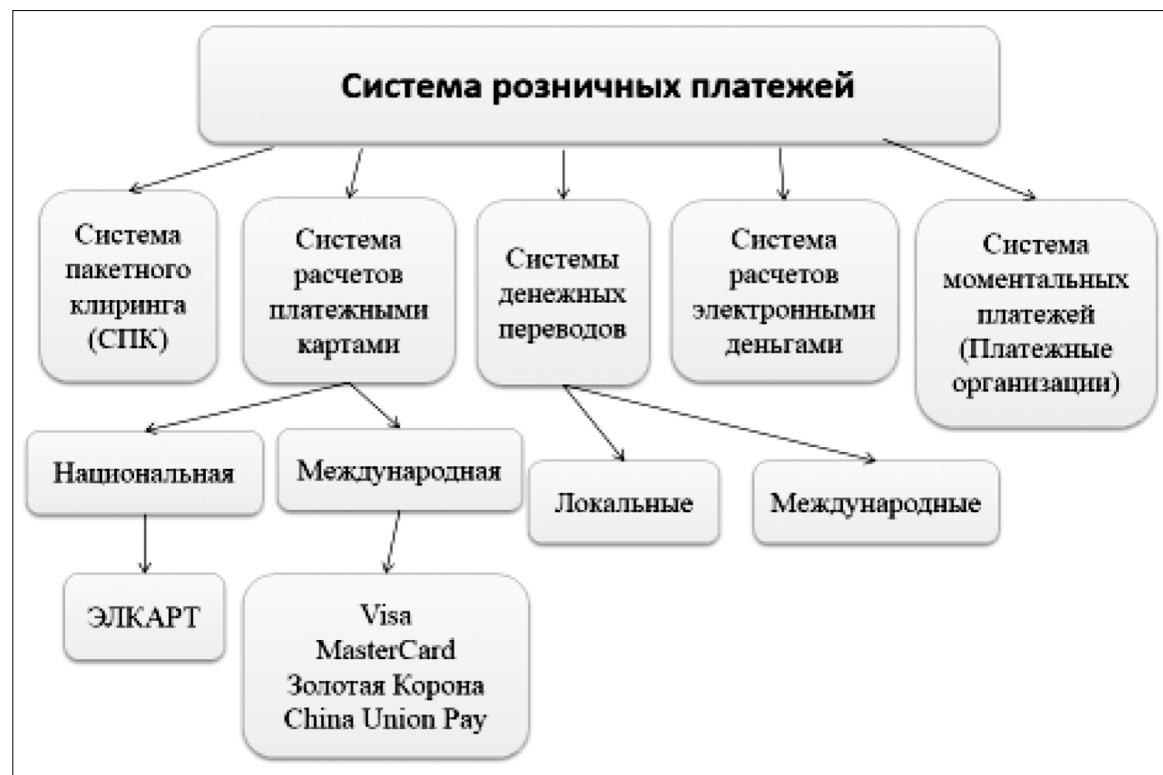 Система розничных платежей
Система
пакетного
клиринга
(СПК)
Система
расчетов
платежными
картами
Системы
денежных
переводов
Система
расчетов
электронными
деньгами
Система
моментальных
платежей
(Платежные
организации)
Национальная
Международная
Локальные
Международные
ЭЛКАРТ
Visa
MasterCard
Золотая Корона
China Union Pay